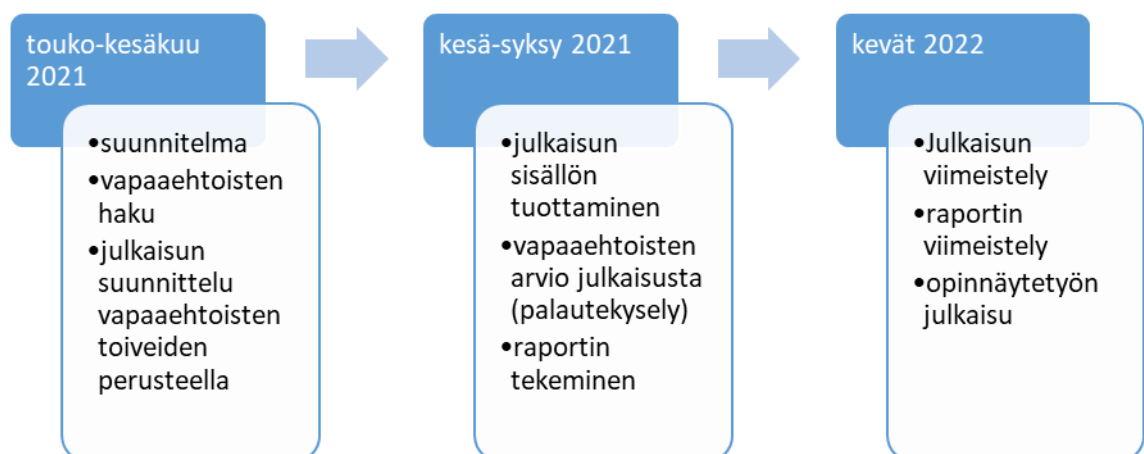 touko-kesäkuu
2021
•suunnitelma
•vapaaehtoisten
haku
•julkaisun
suunnittelu
vapaaehtoisten
toiveiden
perusteella
kesä-syksy 2021
•julkaisun
sisällön
tuottaminen
•vapaaehtoisten
arvio julkaisusta
(palautekysely)
•raportin
tekeminen
kevät 2022
•Julkaisun
viimeistely
•raportin
viimeistely
•opinnäytetyön
julkaisu